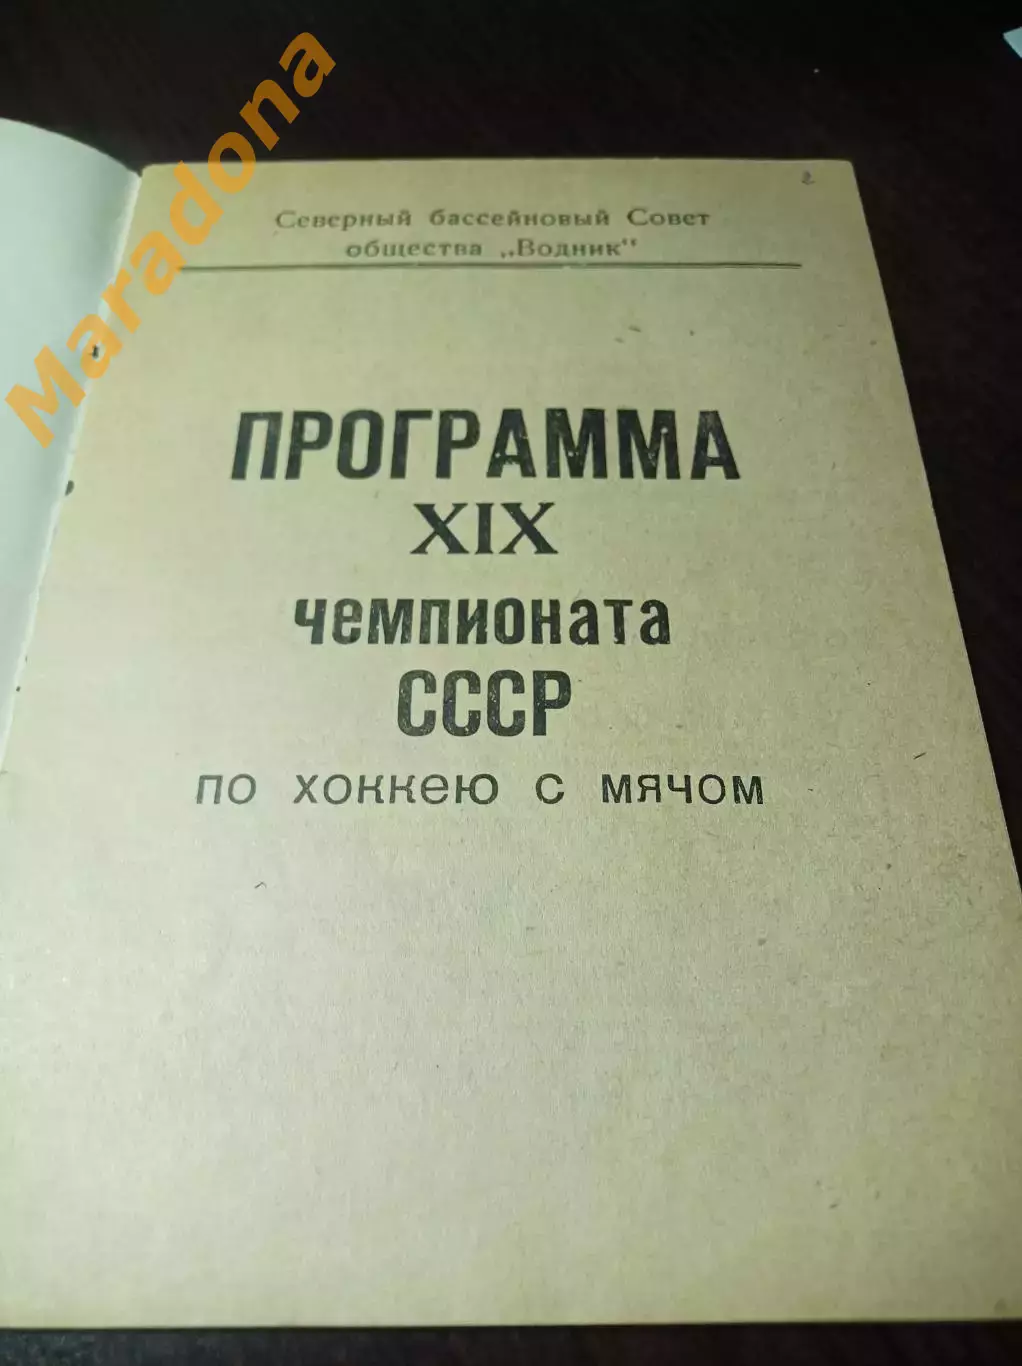 Maradona
2
Северный бассейновый Совет
общества „Водник"
ПРОГРАММА
XIX
чемпионата
СССР
по хоккею с мячом